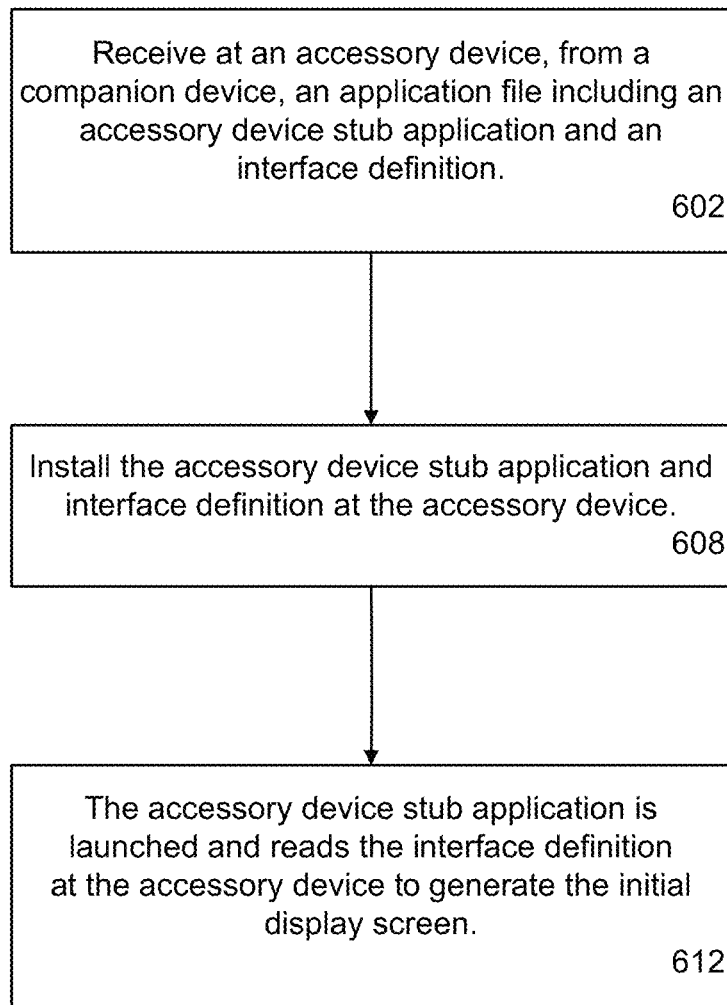 Receive at an accessory device, from a
companion device, an application file including an
accessory device stub application and an
interface definition.
602
Install the accessory device stub application and
interface definition at the accessory device.
608
The accessory device stub application is
launched and reads the interface definition
at the accessory device to generate the initial
display screen.
612